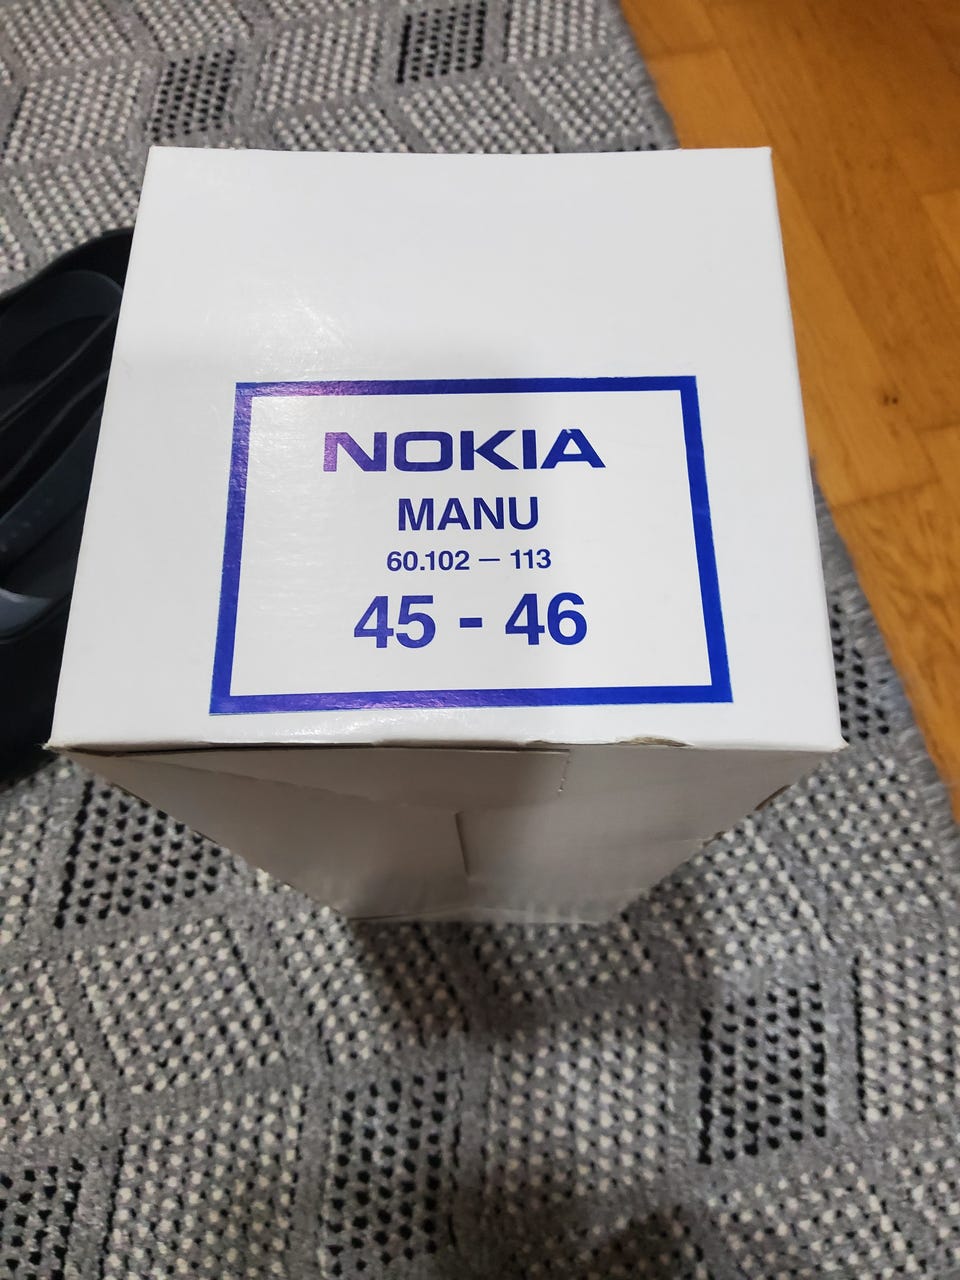 NOKIA
MANU
60.102 — 113
45 - 46